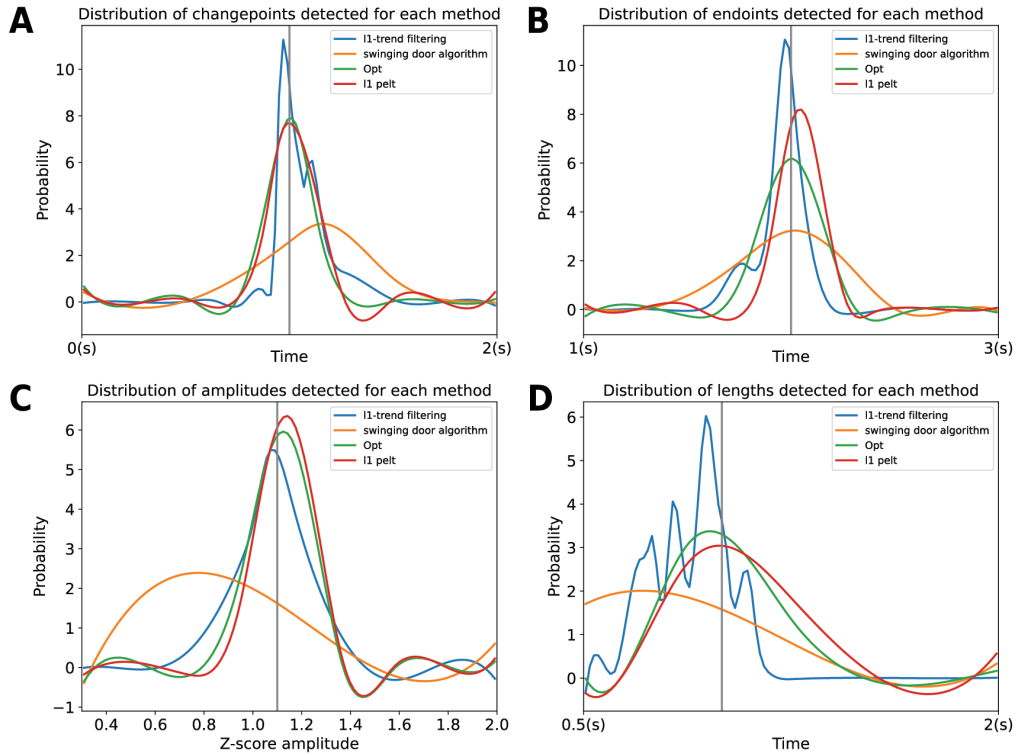 A
Distribution of changepoints detected for each method
l1-trend filtering
swinging door algorithm
Opt
l1 pelt
10
8
6
4
2
0
Probability
0(s)
2(s)
Time
B
Distribution of endoints detected for each method
l1-trend filtering
swinging door algorithm
Opt
l1 pelt
10
8
6
4
2
0
Probability
1(s)
3(s)
Time
C
Distribution of amplitudes detected for each method
l1-trend filtering
swinging door algorithm
Opt
l1 pelt
6
5
4
3
2
1
0
−1
Probability
0.4
0.6
0.8
1.0
1.2
1.4
1.6
1.8
2.0
Z-score amplitude
D
Distribution of lengths detected for each method
l1-trend filtering
swinging door algorithm
Opt
l1 pelt
6
5
4
3
2
1
0
Probability
0.5(s)
2(s)
Time